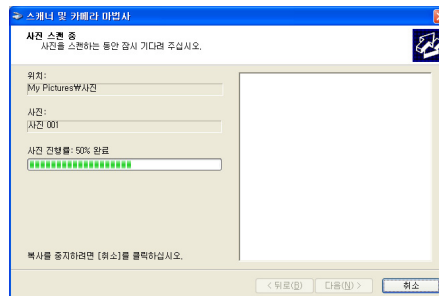 스캐너 및 카메라 마법사
사진 스캔 중
사진을 스캔하는 동안 잠시 기다려 주십시오.
위치:
My Pictures₩사진
사진:
사진 001
사진 진행률: 50% 완료
복사를 중지하려면 [취소]를 클릭하십시오.
< 뒤로(B) 다음(N) > 취소